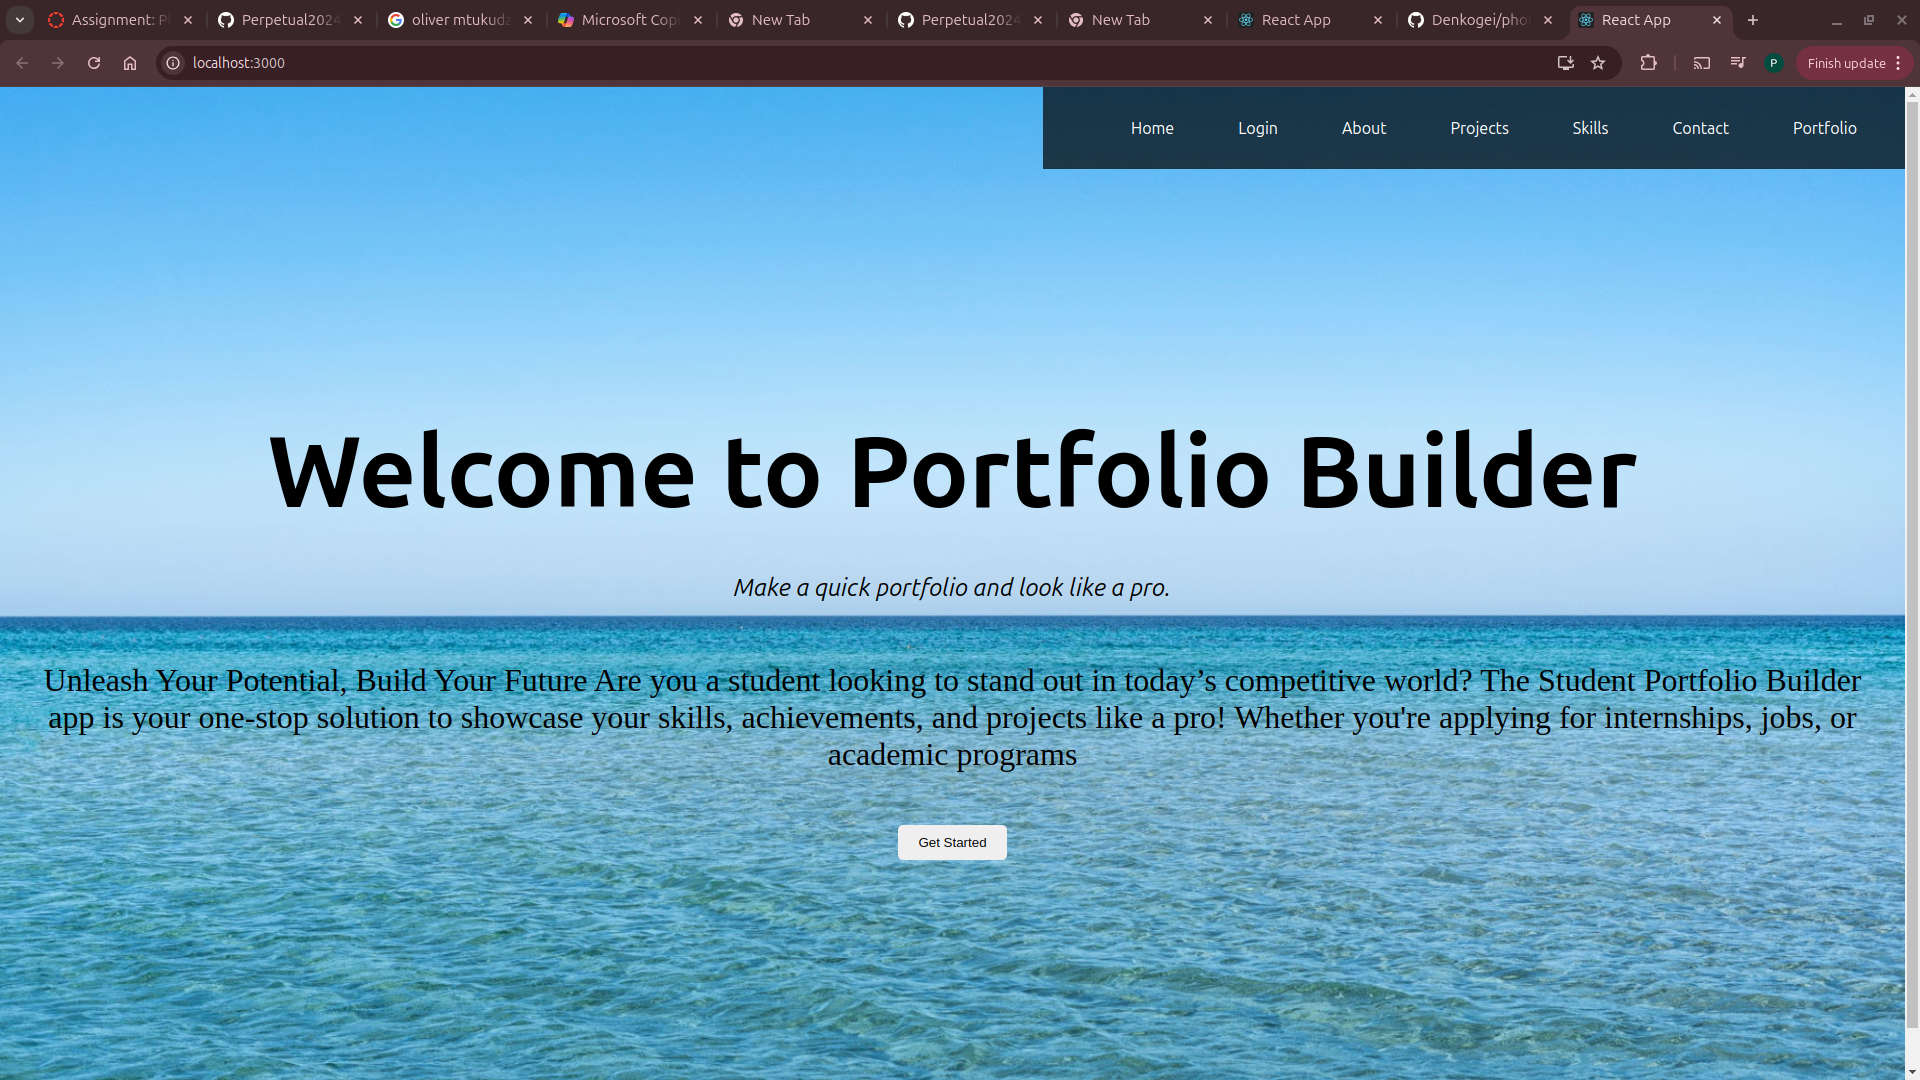 Assignment: Pl
Perpetual2024
oliver mtukudz
Microsoft Copi
New Tab
Perpetual2024
New Tab
React App
Denkogei/pho
React App
localhost:3000
P
Finish update
Home
Login
About
Projects
Skills
Contact
Portfolio
Welcome to Portfolio Builder
Make a quick portfolio and look like a pro.
Unleash Your Potential, Build Your Future Are you a student looking to stand out in today’s competitive world? The Student Portfolio Builder
app is your one-stop solution to showcase your skills, achievements, and projects like a pro! Whether you're applying for internships, jobs, or
academic programs
Get Started